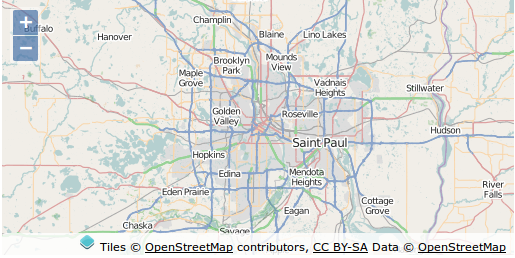 Champlin
Blaine
Lino Lakes
Buffalo
Hanover
+
−
Brooklyn
Park
Mounds
View
Maple
Grove
Vadnais
Heights
Stillwater
Golden
Valley
Roseville
Hudson
Saint Paul
Hopkins
Edina
Mendota
Heights
Eden Prairie
River
Falls
Cottage
Grove
Eagan
Chaska
Savage
Tiles © OpenStreetMap contributors, CC BY-SA Data © OpenStreetMap